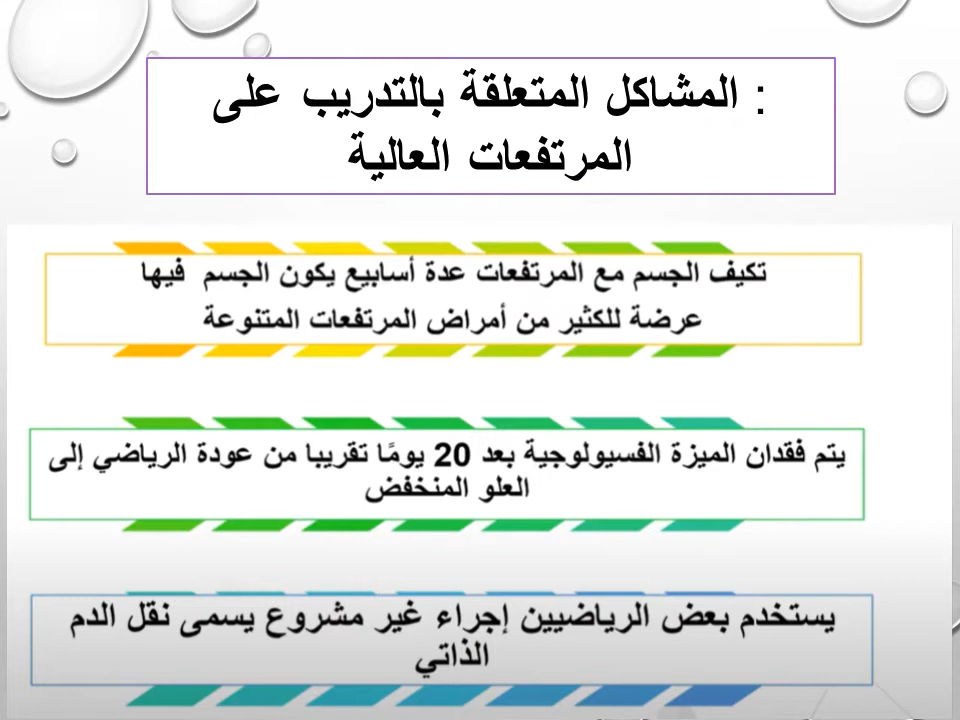 : المشاكل المتعلقة بالتدريب على
المرتفعات العالية
تكيف الجسم مع المرتفعات عدة أسابيع يكون الجسم فيها
عرضة للكثير من أمراض المرتفعات المتنوعة
يتم فقدان الميزة الفسيولوجية بعد 20 يومًا تقريبا من عودة الرياضي إلى
العلو المنخفض
يستخدم بعض الرياضيين إجراء غير مشروع يسمى نقل الدم
الذاتي